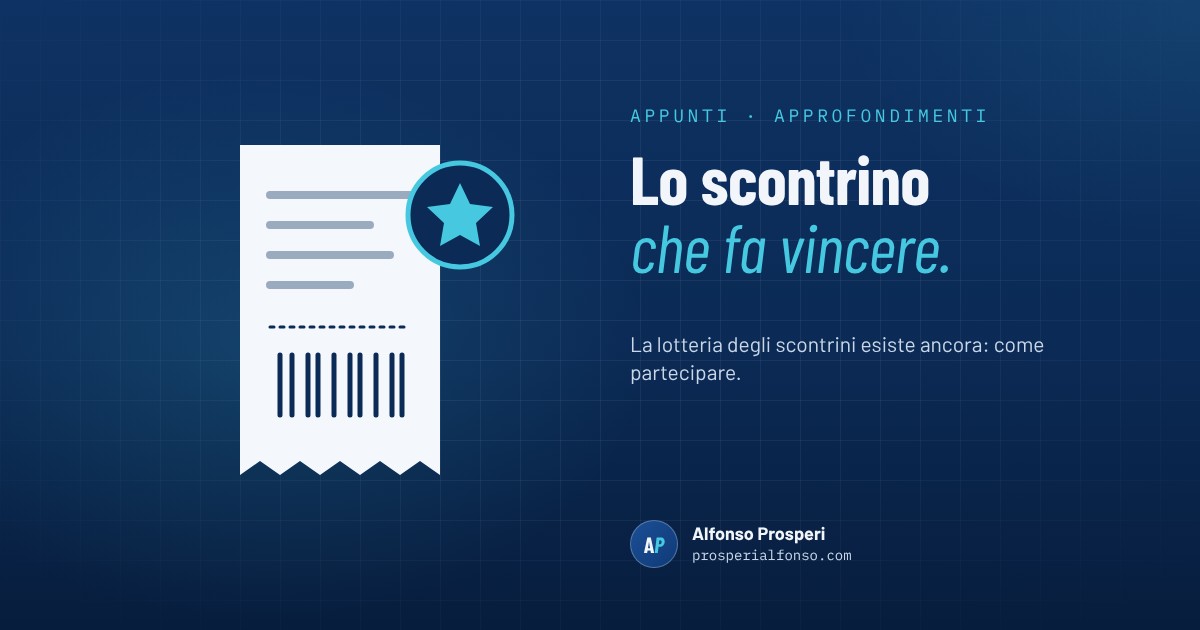 APPUNTI · APPROFONDIMENTI
Lo scontrino
che fa vincere.
La lotteria degli scontrini esiste ancora: come
partecipare.
AP
Alfonso Prosperi
prosperialfonso.com